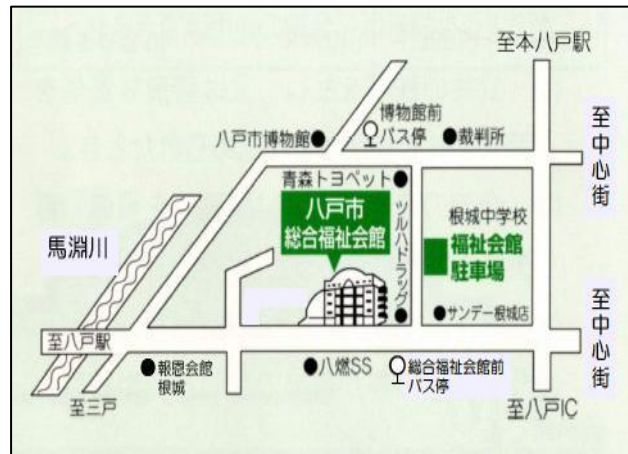 至本八戸駅
博物館前
バス停
八戸市博物館
裁判所
至中心街
青森トヨペット
八戸市
総合福祉会館
ツルハドラッグ
根城中学校
福祉会館
駐車場
馬淵川
サンデー根城店
至中心街
至八戸駅
報恩会館
根城
八燃SS
総合福祉会館前
バス停
至三戸
至八戸IC